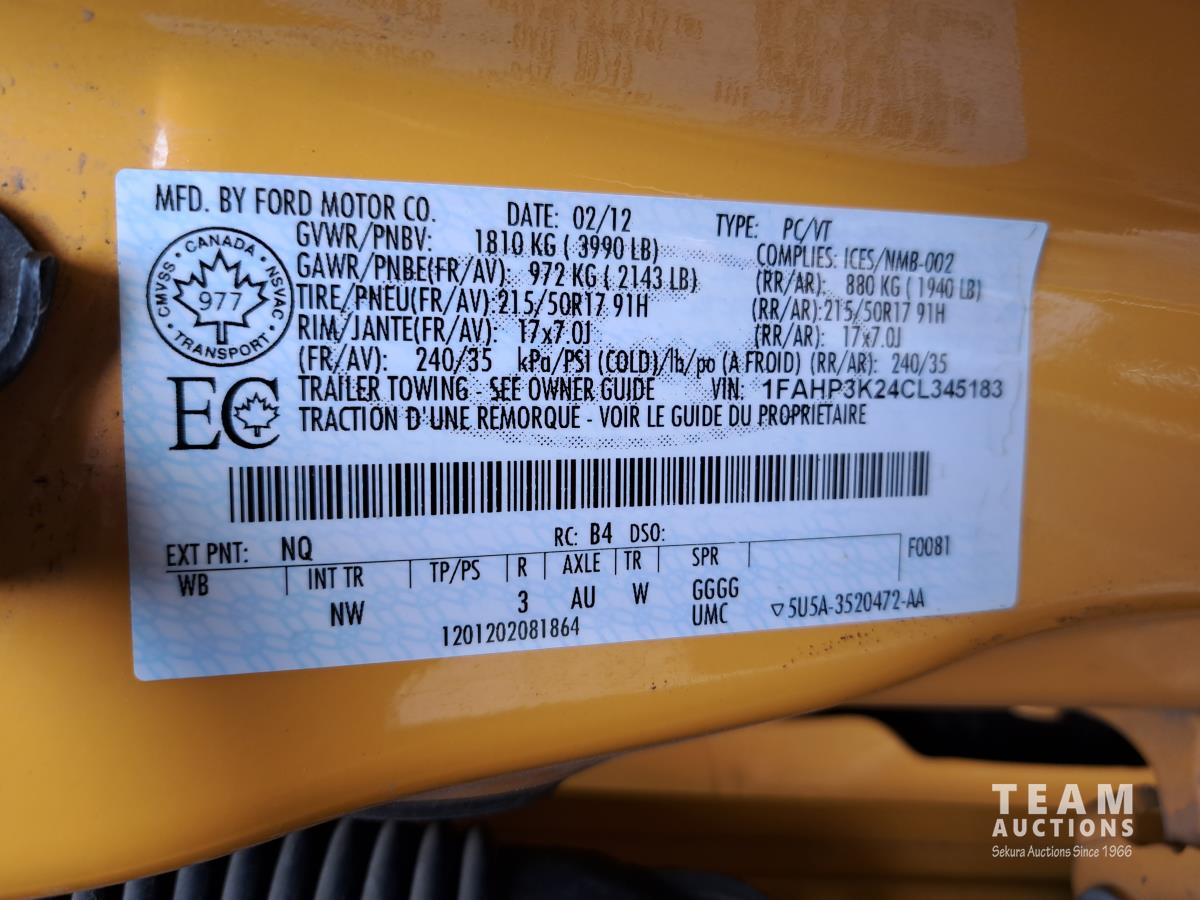 MFD. BY FORD MOTOR CO. DATE: 02/12 TYPE: PC/VT
GVWR/PNBV: 1810 KG ( 3990 LB) COMPLIES: ICES/NMB-002
GAWR/PNBE(FR/AV): 972 KG ( 2143 LB) (RR/AR): 880 KG ( 1940 LB)
TIRE/PNEU(FR/AV): 215/50R17 91H (RR/AR): 215/50R17 91H
RIM/JANTE(FR/AV): 17x7.0J (RR/AR): 17x7.0J
(FR/AV): 240/35 kPa/PSI (COLD)/lb/po (A FROID) (RR/AR): 240/35
TRAILER TOWING - SEE OWNER GUIDE VIN: 1FAHP3K24CL345183
TRACTION D'UNE REMORQUE - VOIR LE GUIDE DU PROPRIETAIRE
CANADA
CMVSS 977 NSVAC
TRANSPORT
EC
RC: B4 DSO:
EXT PNT: NQ F0081
WB INT TR TP/PS R AXLE TR SPR
NW 3 AU W GGGG
UMC
1201202081864 ▽5U5A-3520472-AA
TEAM
AUCTIONS
Sekura Auctions Since 1966